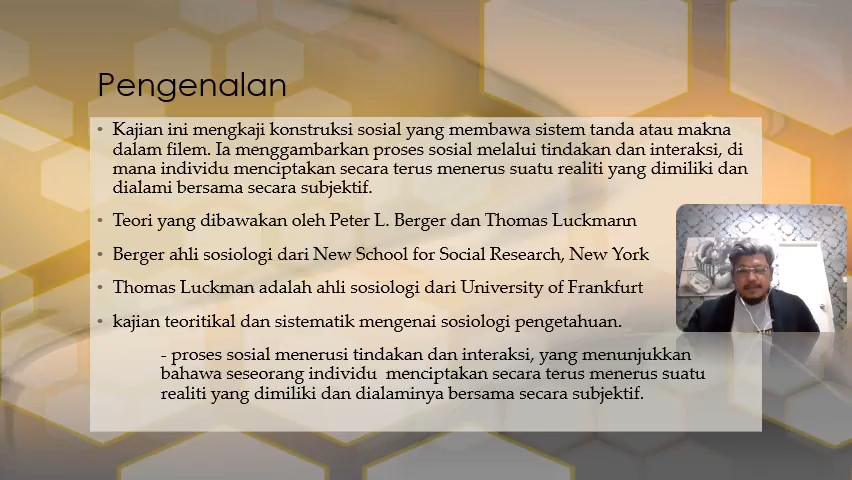 Pengenalan
• Kajian ini mengkaji konstruksi sosial yang membawa sistem tanda atau makna
dalam filem. Ia menggambarkan proses sosial melalui tindakan dan interaksi, di
mana individu menciptakan secara terus menerus suatu realiti yang dimiliki dan
dialami bersama secara subjektif.
• Teori yang dibawakan oleh Peter L. Berger dan Thomas Luckmann
• Berger ahli sosiologi dari New School for Social Research, New York
• Thomas Luckman adalah ahli sosiologi dari University of Frankfurt
• kajian teoritikal dan sistematik mengenai sosiologi pengetahuan.
- proses sosial menerusi tindakan dan interaksi, yang menunjukkan
bahawa seseorang individu menciptakan secara terus menerus suatu
realiti yang dimiliki dan dialaminya bersama secara subjektif.